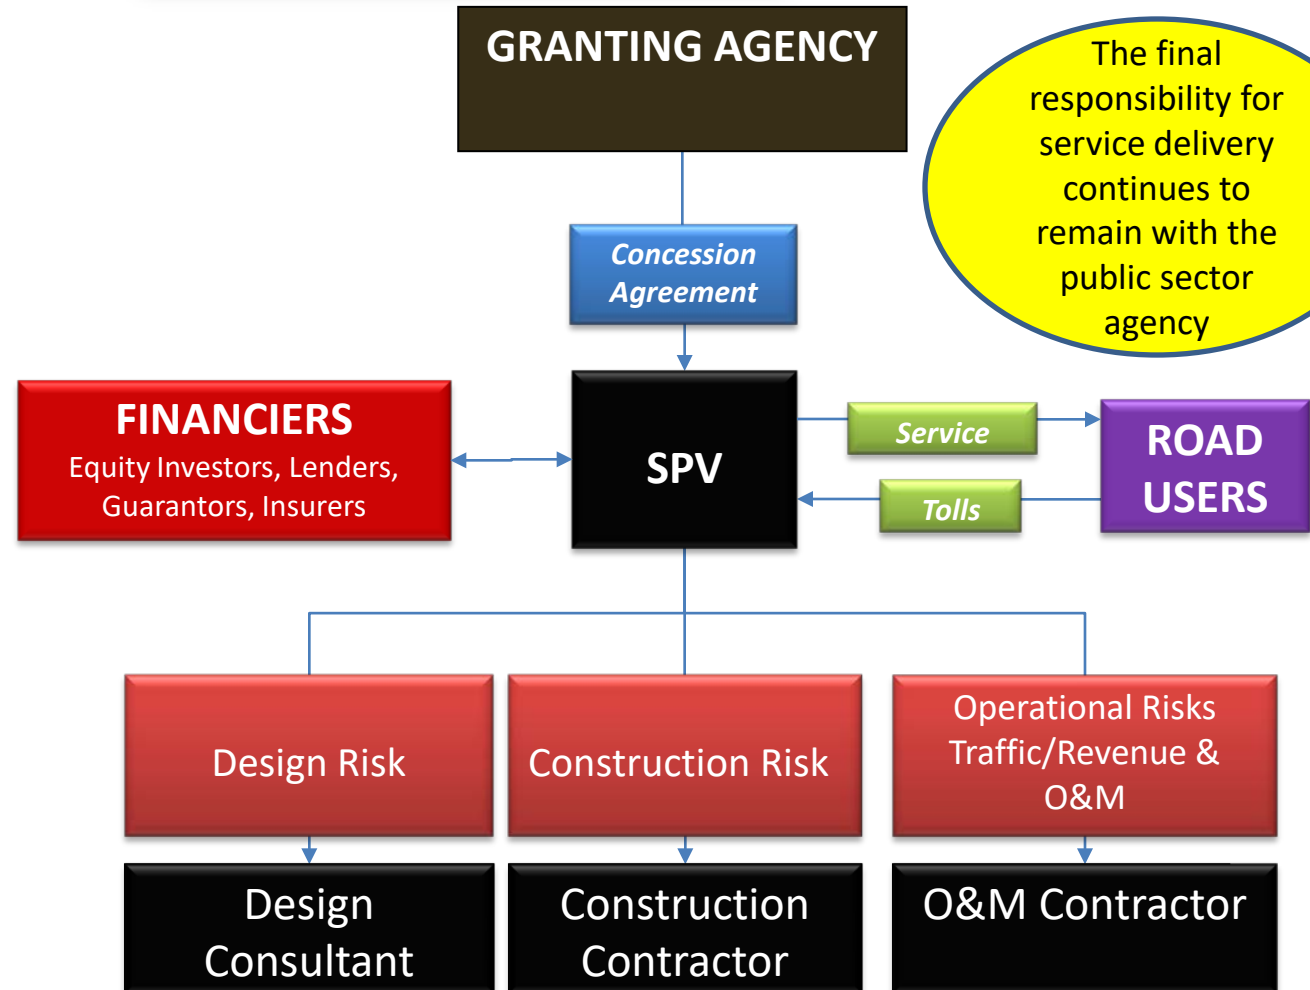 GRANTING AGENCY
The final
responsibility for
service delivery
continues to
remain with the
public sector
agency
Concession
Agreement
FINANCIERS
Equity Investors, Lenders,
Guarantors, Insurers
SPV
Service
Tolls
ROAD
USERS
Design Risk
Construction Risk
Operational Risks
Traffic/Revenue &
O&M
Design
Consultant
Construction
Contractor
O&M Contractor